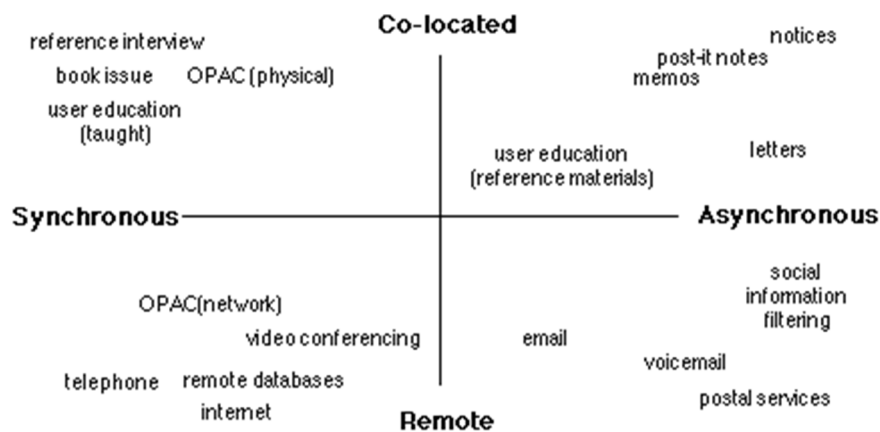 Co-located
reference interview
notices
book issue
OPAC (physical)
post-it notes
memos
user education
(taught)
user education
(reference materials)
letters
Synchronous
Asynchronous
social
information
filtering
OPAC(network)
video conferencing
email
voicemail
telephone
remote databases
internet
postal services
Remote